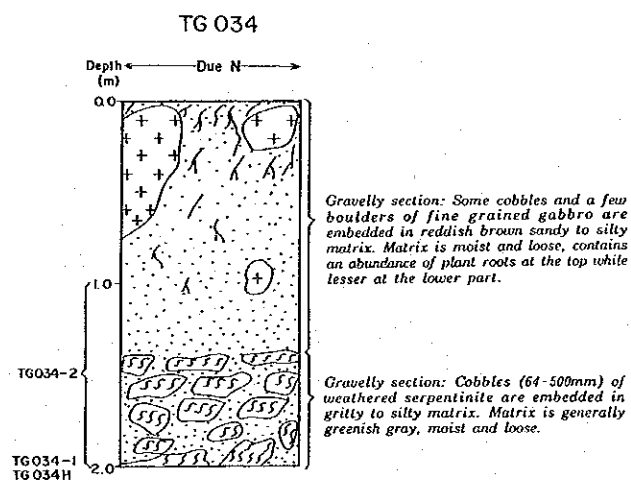 TG 034
Depth
(m)
Due N
0.0
Gravelly section: Some cobbles and a few
boulders of fine grained gabbro are
embedded in reddish brown sandy to silty
matrix. Matrix is moist and loose, contains
an abundance of plant roots at the top while
lesser at the lower part.
1.0
TG034-2
Gravelly section: Cobbles (64-500mm) of
weathered serpentinite are embedded in
gritty to silty matrix. Matrix is generally
greenish gray, moist and loose.
TG034-1
TG034H
2.0